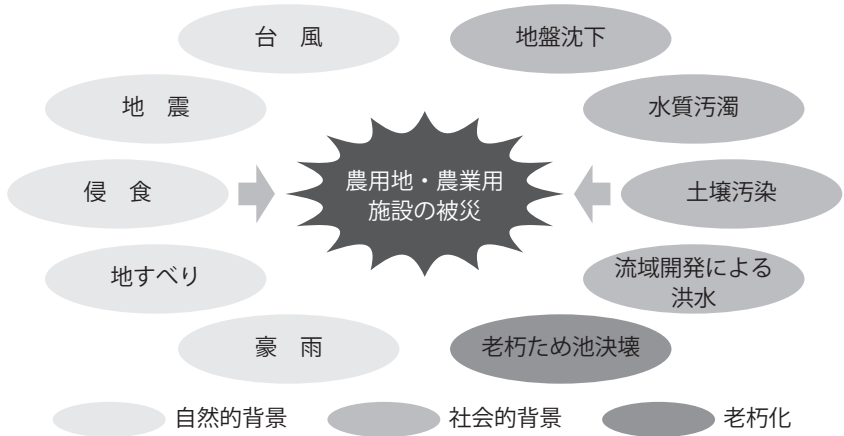 台　風
地盤沈下
地　震
水質汚濁
農用地・農業用
施設の被災
侵　食
土壌汚染
地すべり
流域開発による
洪水
豪　雨
老朽ため池決壊
自然的背景
社会的背景
老朽化